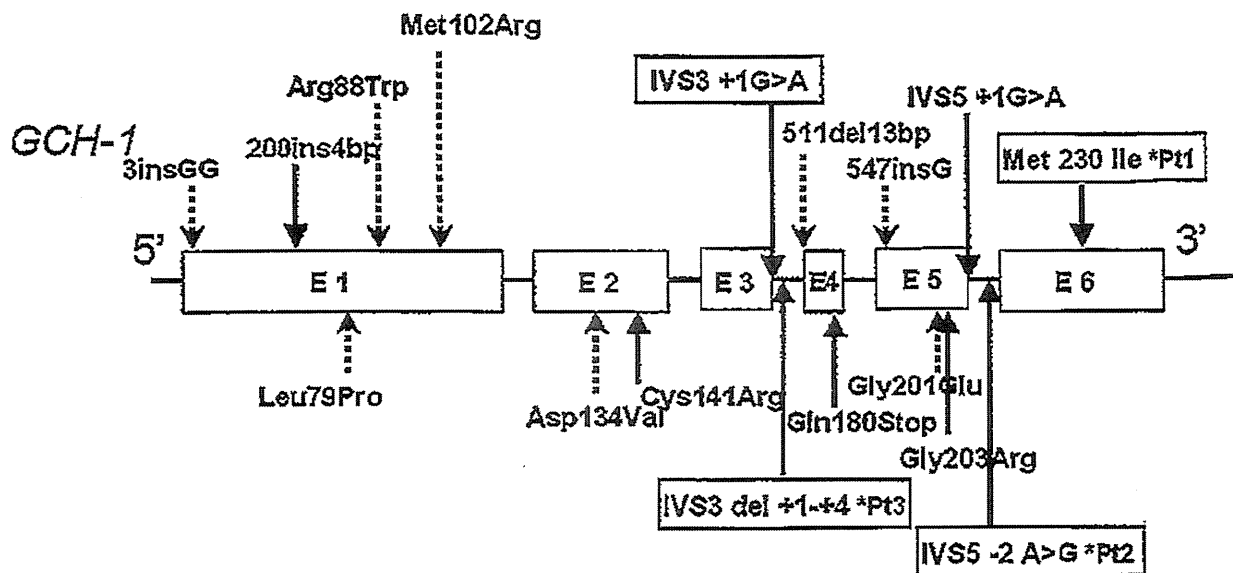 Met102Arg
IVS3 +1G>A
Arg88Trp
IVS5 +1G>A
GCH-1
200ins4bp
511del13bp
3insGG
547insG
Met 230 Ile *Pt1
5'
3'
E 1
E 2
E 3
E4
E 5
E 6
Leu79Pro
Asp134Val
Cys141Arg
Gly201Glu
Gln180Stop
Gly203Arg
IVS3 del +1-+4 *Pt3
IVS5 -2 A>G *Pt2